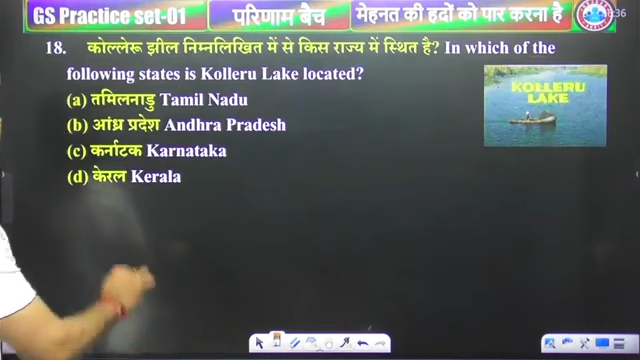 GS Practice set-01
परिणाम बैच
मेहनत की हदों को पार करना है
18. कोल्लेरू झील निम्नलिखित में से किस राज्य में स्थित है? In which of the
following states is Kolleru Lake located?
KOLLERU
LAKE
(a) तमिलनाडु Tamil Nadu
(b) आंध्र प्रदेश Andhra Pradesh
(c) कर्नाटक Karnataka
(d) केरल Kerala